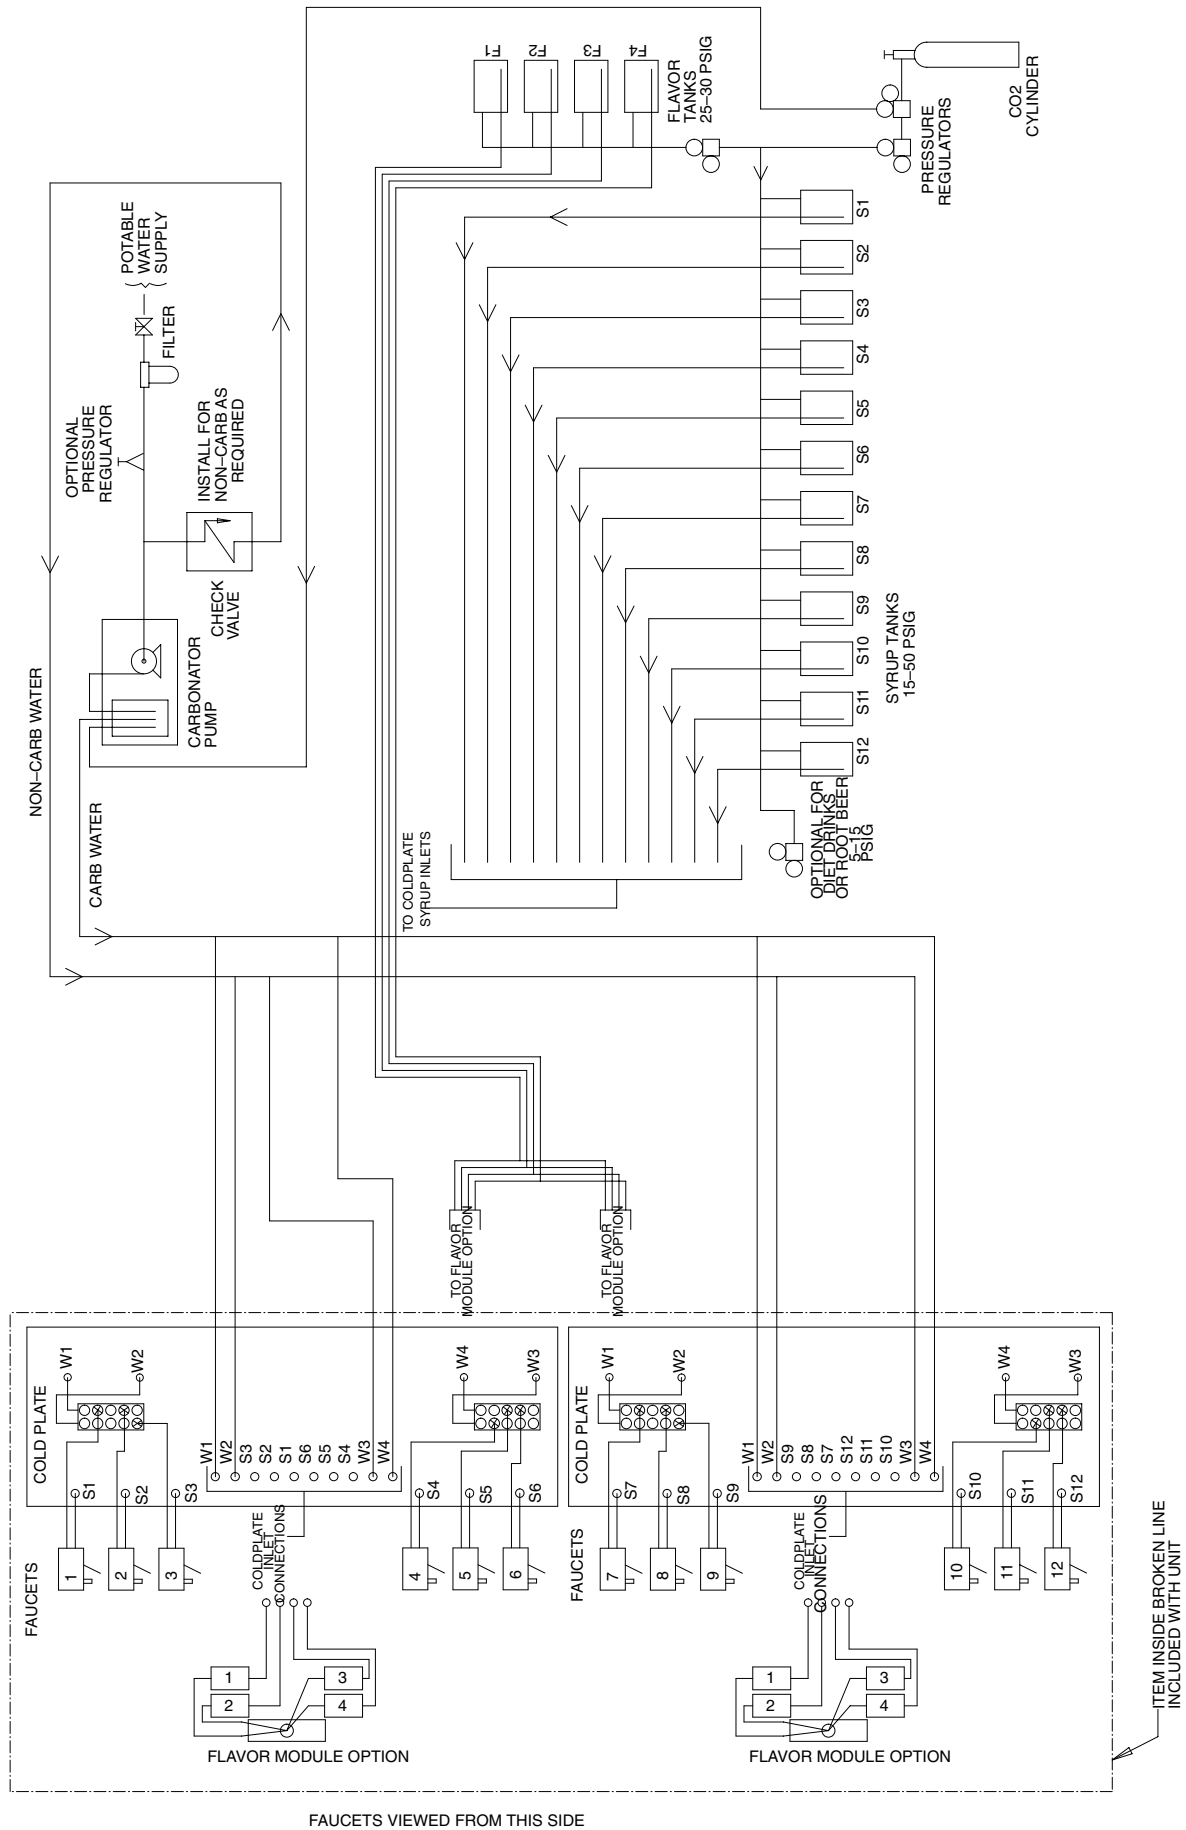 F1
F2
F3
F4
FLAVOR
TANKS
25–30 PSIG
CO2
CYLINDER
PRESSURE
REGULATORS
POTABLE
WATER
SUPPLY
FILTER
OPTIONAL
PRESSURE
REGULATOR
INSTALL FOR
NON–CARB AS
REQUIRED
CHECK
VALVE
CARBONATOR
PUMP
NON–CARB WATER
CARB WATER
S1
S2
S3
S4
S5
S6
S7
S8
S9
S10
S11
S12
SYRUP TANKS
15–50 PSIG
OPTIONAL FOR
DIET DRINKS
OR ROOT BEER
5–15
PSIG
TO COLDPLATE
SYRUP INLETS
TO FLAVOR
MODULE OPTION
TO FLAVOR
MODULE OPTION
COLD PLATE
W1
W2
W4
W3
W1
W2
S3
S2
S1
S6
S5
S4
W3
W4
S1
S2
S3
S4
S5
S6
FAUCETS
1
2
3
4
5
6
COLDPLATE
INLET
CONNECTIONS
1
2
3
4
FLAVOR MODULE OPTION
COLD PLATE
W1
W2
W4
W3
W1
W2
S9
S8
S7
S12
S11
S10
W3
W4
S7
S8
S9
S10
S11
S12
FAUCETS
7
8
9
10
11
12
COLDPLATE
INLET
CONNECTIONS
1
2
3
4
FLAVOR MODULE OPTION
ITEM INSIDE BROKEN LINE
INCLUDED WITH UNIT
FAUCETS VIEWED FROM THIS SIDE